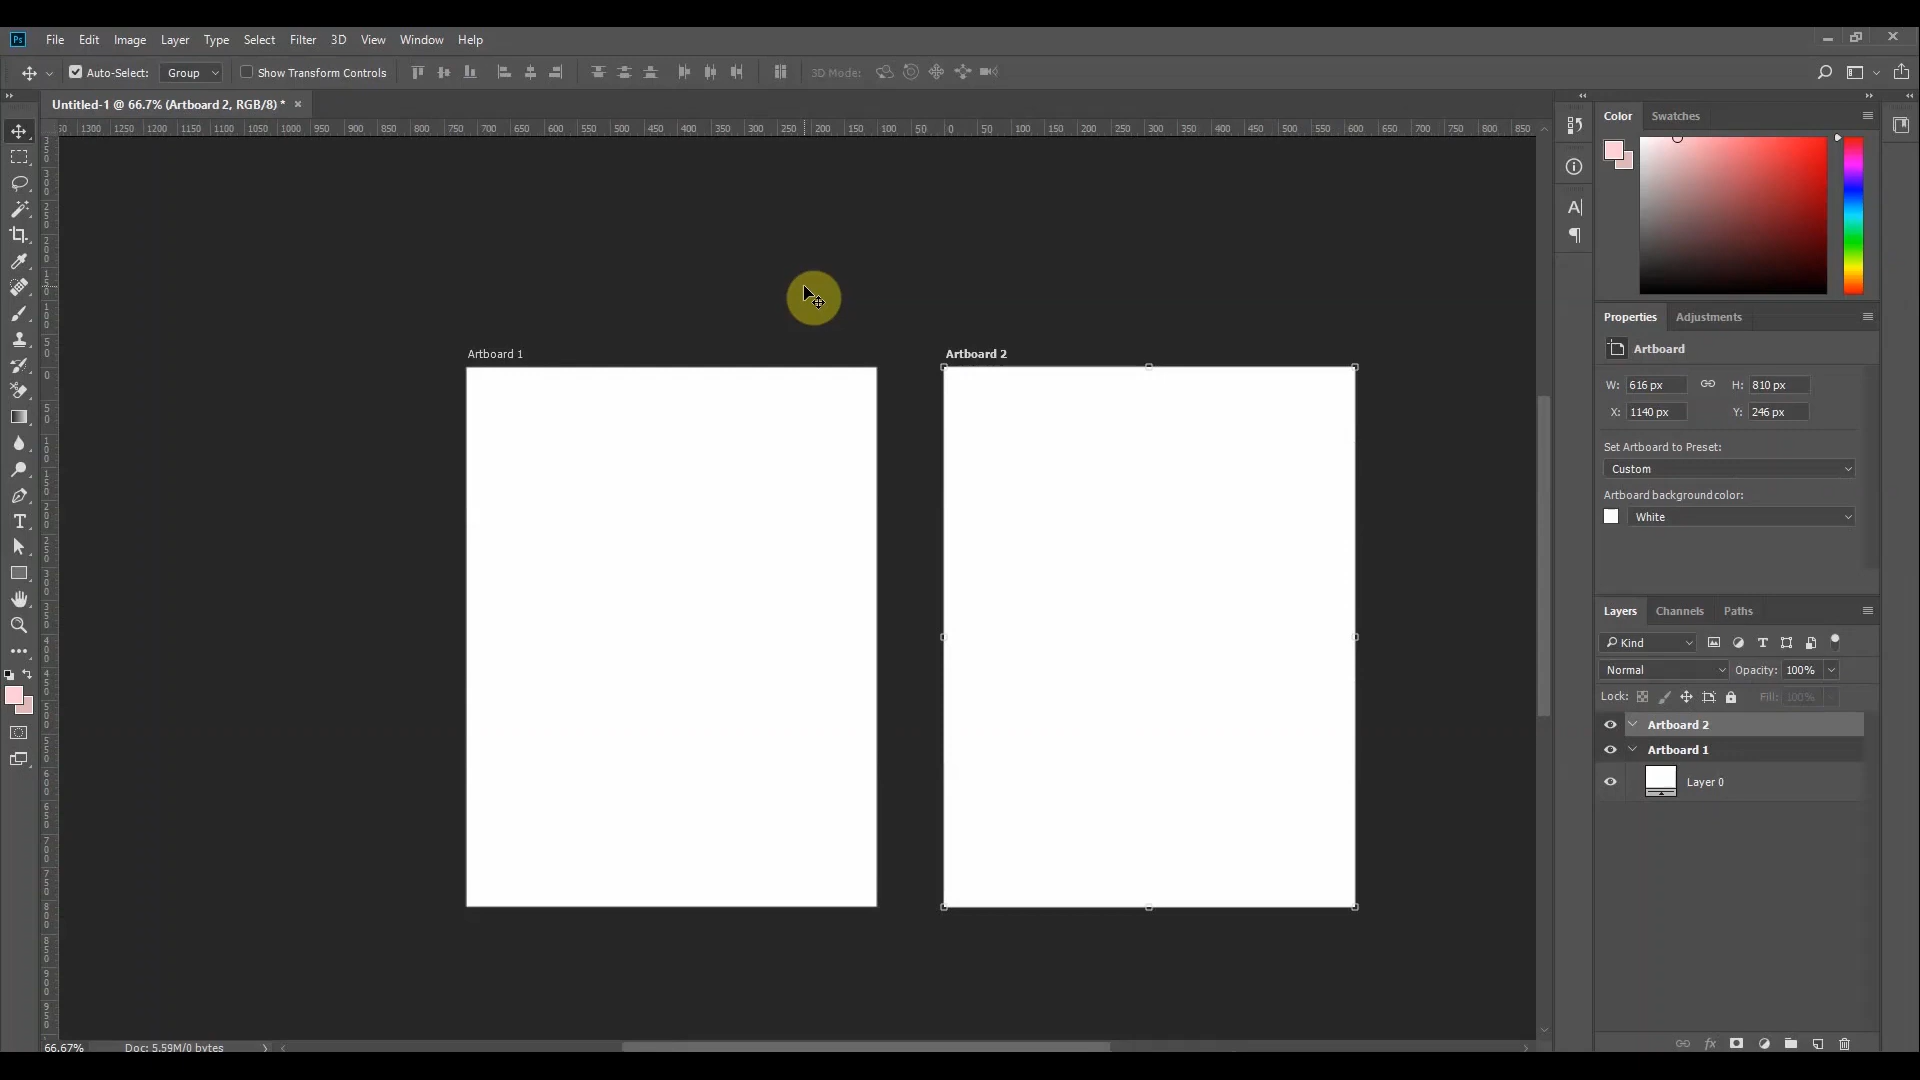 Ps File Edit Image Layer Type Select Filter 3D View Window Help
Auto-Select: Group Show Transform Controls 3D Mode:
Untitled-1 @ 66.7% (Artboard 2, RGB/8) * ×
1300 1250 1200 1150 1100 1050 1000 950 900 850 800 750 700 650 600 550 500 450 400 350 300 250 200 150 100 50 0 50 100 150 200 250 300 350 400 450 500 550 600 650 700 750 800 850
Artboard 1
Artboard 2
Color Swatches
Properties Adjustments
Artboard
W: 616 px H: 810 px
X: 1140 px Y: 246 px
Set Artboard to Preset:
Custom
Artboard background color:
White
Layers Channels Paths
Kind
Normal Opacity: 100%
Lock: Fill: 100%
Artboard 2
Artboard 1
Layer 0
fx
66.67% Doc: 5.59M/0 bytes